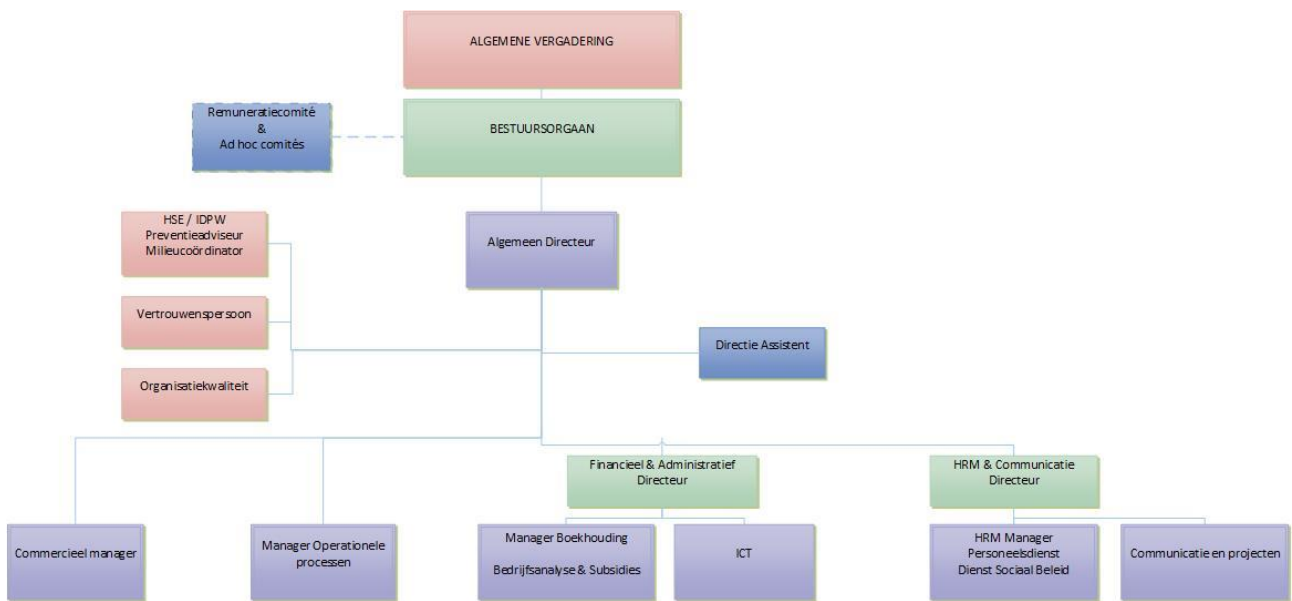 ALGEMENE VERGADERING
Remuneratiecomité
&
Ad hoc comités
BESTUURSORGAAN
HSE / IDPW
Preventieadviseur
Milieucoördinator
Algemeen Directeur
Vertrouwenspersoon
Directie Assistent
Organisatiekwaliteit
Financieel & Administratief
Directeur
HRM & Communicatie
Directeur
Commercieel manager
Manager Operationele
processen
Manager Boekhouding
Bedrijfsanalyse & Subsidies
ICT
HRM Manager
Personeelsdienst
Dienst Sociaal Beleid
Communicatie en projecten